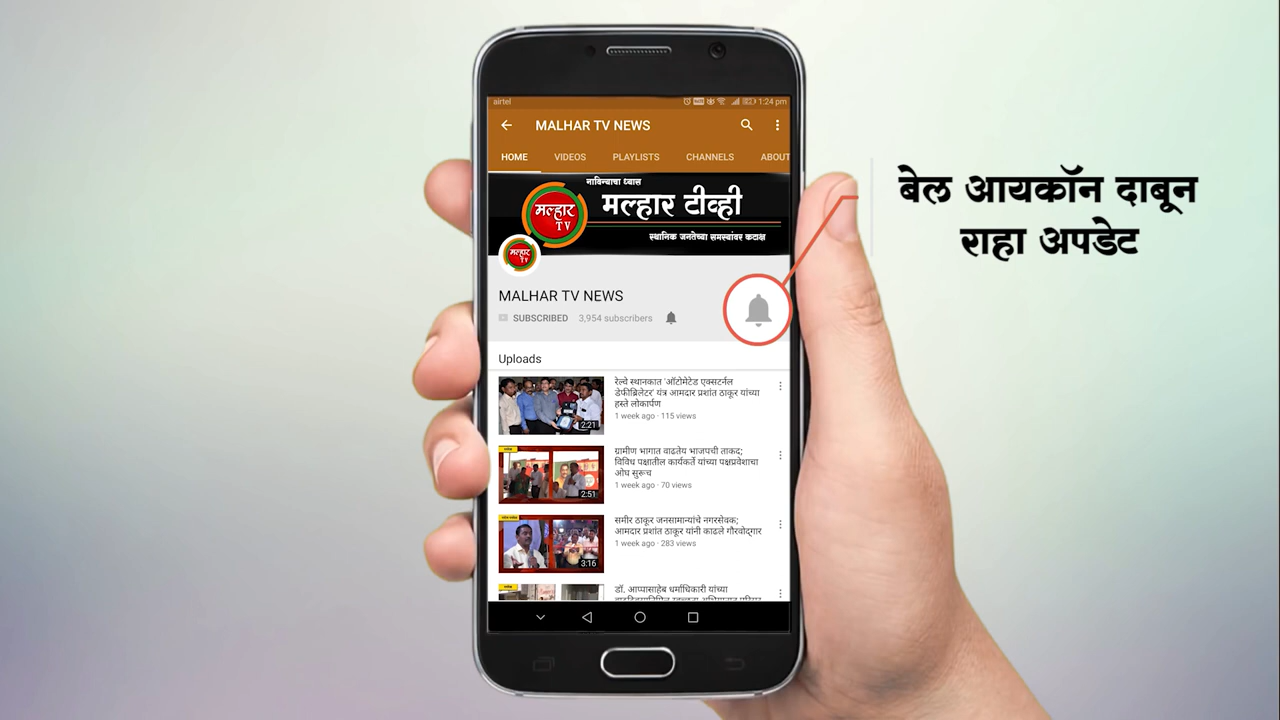 airtel 1:24 pm
MALHAR TV NEWS
HOME VIDEOS PLAYLISTS CHANNELS ABOUT
नाविन्याचा ध्यास
मल्हार टीव्ही
मल्हार
TV
स्थानिक जनतेच्या समस्यांवर कटाक्ष
मल्हार
TV
MALHAR TV NEWS
SUBSCRIBED 3,954 subscribers
Uploads
रेल्वे स्थानकात 'ऑटोमेटेड एक्सटर्नल
डेफीब्रिलेटर' यंत्र आमदार प्रशांत ठाकूर यांच्या
हस्ते लोकार्पण
1 week ago · 115 views
2:21
ग्रामीण भागात वाढतेय भाजपची ताकद;
विविध पक्षातील कार्यकर्ते यांच्या पक्षप्रवेशाचा
ओघ सुरूच
1 week ago · 70 views
2:51
समीर ठाकूर जनसामान्यांचे नगरसेवक;
आमदार प्रशांत ठाकूर यांनी काढले गौरवोद्गार
1 week ago · 283 views
3:16
डॉ. आप्पासाहेब धर्माधिकारी यांच्या
बेल आयकॉन दाबून
राहा अपडेट